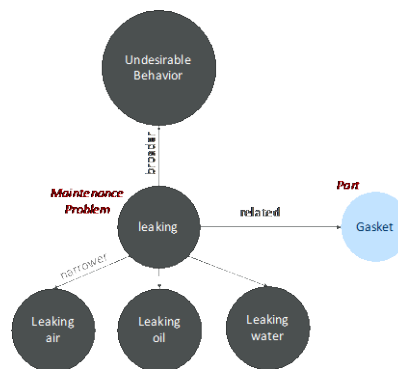 Undesirable
Behavior
broader
Maintenance
Problem
Part
leaking
related
Gasket
narrower
Leaking
air
Leaking
oil
Leaking
water